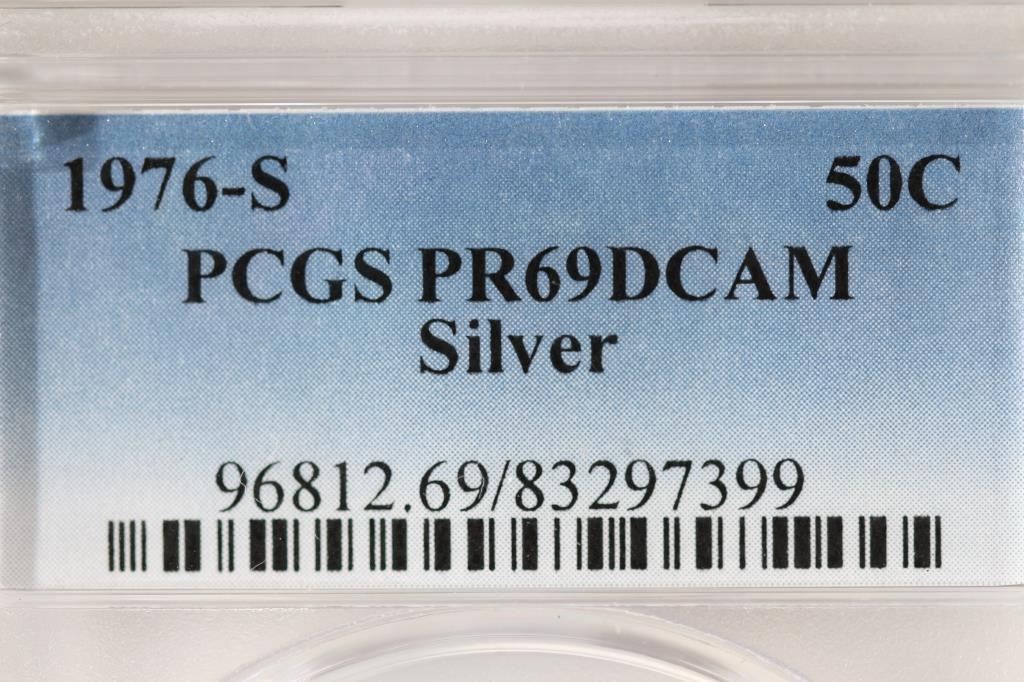 1976-S 50C
PCGS PR69DCAM
Silver
96812.69/83297399